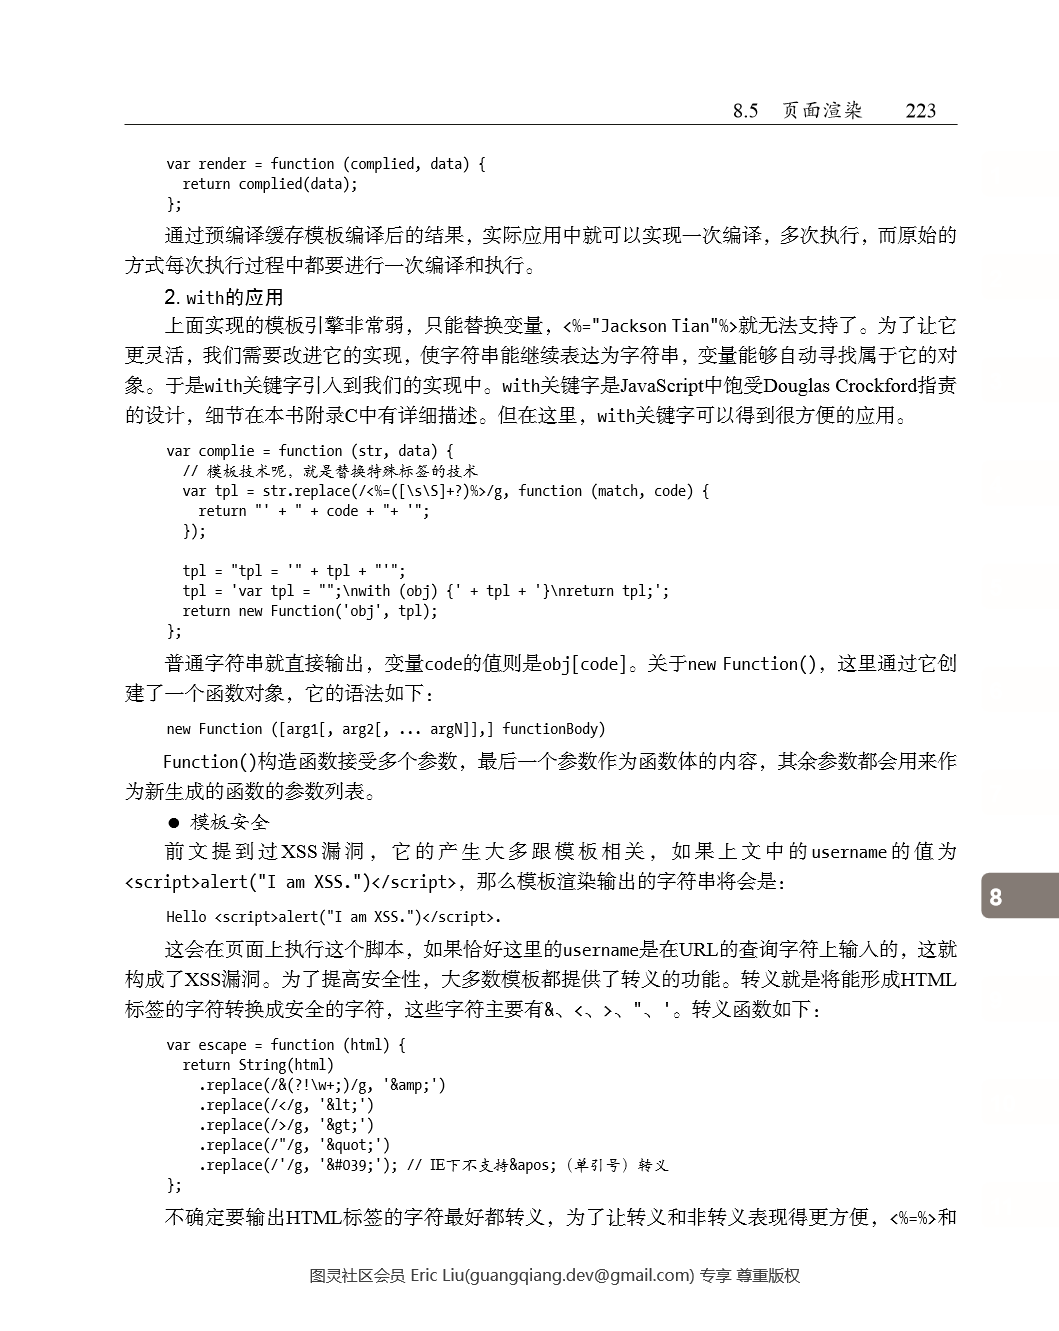 8.5 页面渲染 223
var render = function (complied, data) {
  return complied(data);
};
通过预编译缓存模板编译后的结果，实际应用中就可以实现一次编译，多次执行，而原始的
方式每次执行过程中都要进行一次编译和执行。
2. with的应用
上面实现的模板引擎非常弱，只能替换变量，<%="Jackson Tian"%>就无法支持了。为了让它
更灵活，我们需要改进它的实现，使字符串能继续表达为字符串，变量能够自动寻找属于它的对
象。于是with关键字引入到我们的实现中。with关键字是JavaScript中饱受Douglas Crockford指责
的设计，细节在本书附录C中有详细描述。但在这里，with关键字可以得到很方便的应用。
var complie = function (str, data) {
  // 模板技术呢，就是替换特殊标签的技术
  var tpl = str.replace(/<%=([\s\S]+?)%>/g, function (match, code) {
    return "' + " + code + "+ '";
  });
  tpl = "tpl = '" + tpl + "'";
  tpl = 'var tpl = "";\nwith (obj) {' + tpl + '}\nreturn tpl;';
  return new Function('obj', tpl);
};
普通字符串就直接输出，变量code的值则是obj[code]。关于new Function()，这里通过它创
建了一个函数对象，它的语法如下：
new Function ([arg1[, arg2[, ... argN]],] functionBody)
Function()构造函数接受多个参数，最后一个参数作为函数体的内容，其余参数都会用来作
为新生成的函数的参数列表。
● 模板安全
前文提到过XSS漏洞，它的产生大多跟模板相关，如果上文中的username的值为
<script>alert("I am XSS.")</script>，那么模板渲染输出的字符串将会是：
Hello <script>alert("I am XSS.")</script>.
8
这会在页面上执行这个脚本，如果恰好这里的username是在URL的查询字符上输入的，这就
构成了XSS漏洞。为了提高安全性，大多数模板都提供了转义的功能。转义就是将能形成HTML
标签的字符转换成安全的字符，这些字符主要有&、<、>、"、'。转义函数如下：
var escape = function (html) {
  return String(html)
    .replace(/&(?!\w+;)/g, '&amp;')
    .replace(/</g, '&lt;')
    .replace(/>/g, '&gt;')
    .replace(/"/g, '&quot;')
    .replace(/'/g, '&#039;'); // IE下不支持&apos;（单引号）转义
};
不确定要输出HTML标签的字符最好都转义，为了让转义和非转义表现得更方便，<%=%>和
图灵社区会员 Eric Liu(guangqiang.dev@gmail.com) 专享 尊重版权